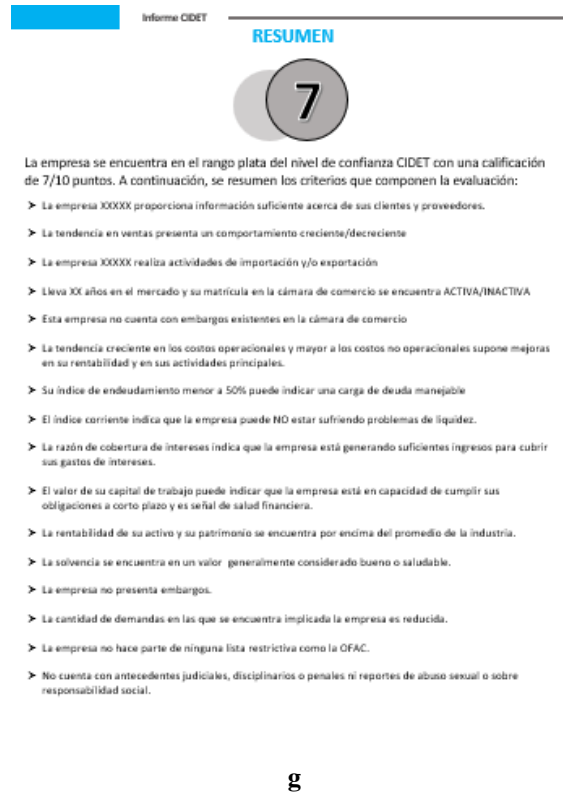 Informe CIDET
RESUMEN
7
La empresa se encuentra en el rango plata del nivel de confianza CIDET con una calificación
de 7/10 puntos. A continuación, se resumen los criterios que componen la evaluación:
➤ La empresa XXXXX proporciona información suficiente acerca de sus clientes y proveedores.
➤ La tendencia en ventas presenta un comportamiento creciente/decreciente
➤ La empresa XXXXX realiza actividades de importación y/o exportación
➤ Lleva XX años en el mercado y su matrícula en la cámara de comercio se encuentra ACTIVA/INACTIVA
➤ Esta empresa no cuenta con embargos existentes en la cámara de comercio
➤ La tendencia creciente en los costos operacionales y mayor a los costos no operacionales supone mejoras
en su rentabilidad y en sus actividades principales.
➤ Su índice de endeudamiento menor a 50% puede indicar una carga de deuda manejable
➤ El índice corriente indica que la empresa puede NO estar sufriendo problemas de liquidez.
➤ La razón de cobertura de intereses indica que la empresa está generando suficientes ingresos para cubrir
sus gastos de intereses.
➤ El valor de su capital de trabajo puede indicar que la empresa está en capacidad de cumplir sus
obligaciones a corto plazo y es señal de salud financiera.
➤ La rentabilidad de su activo y su patrimonio se encuentra por encima del promedio de la industria.
➤ La solvencia se encuentra en un valor generalmente considerado bueno o saludable.
➤ La empresa no presenta embargos.
➤ La cantidad de demandas en las que se encuentra implicada la empresa es reducida.
➤ La empresa no hace parte de ninguna lista restrictiva como la OFAC.
➤ No cuenta con antecedentes judiciales, disciplinarios o penales ni reportes de abuso sexual o sobre
responsabilidad social.
g